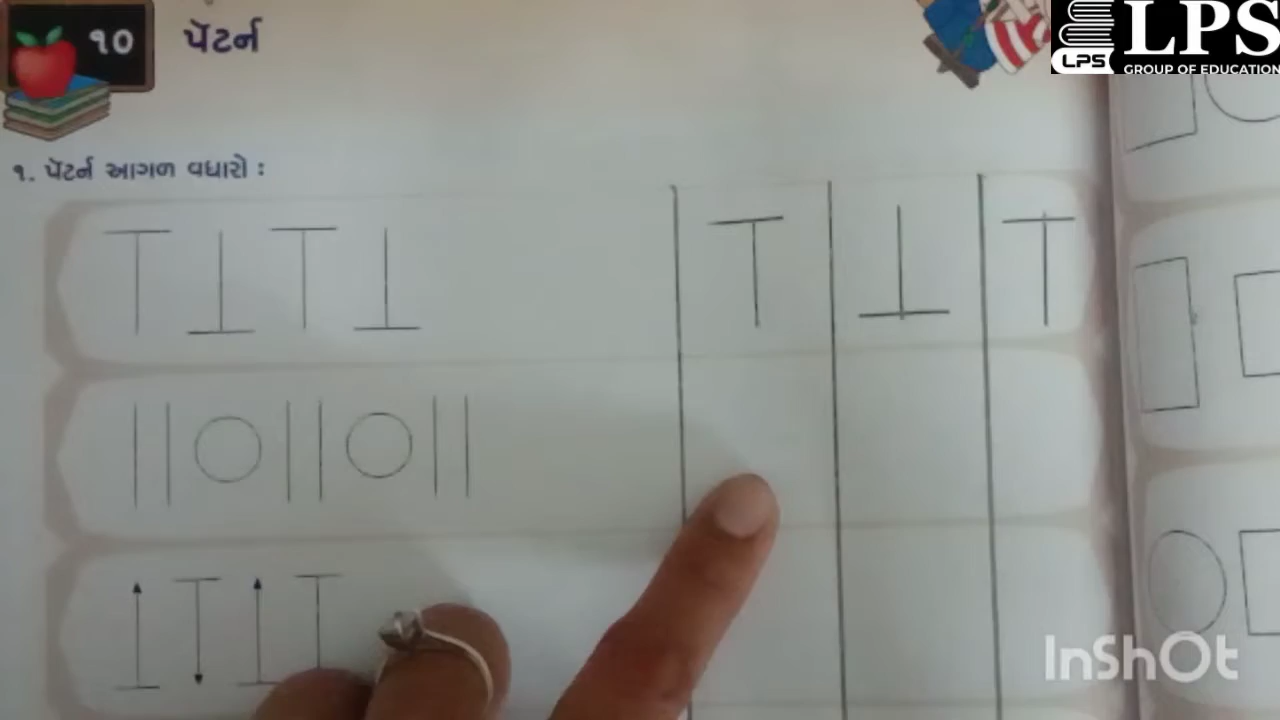 ૧૦ પૅટર્ન
LPS
LPS
GROUP OF EDUCATION
૧. પૅટર્ન આગળ વધારો :
InShOt